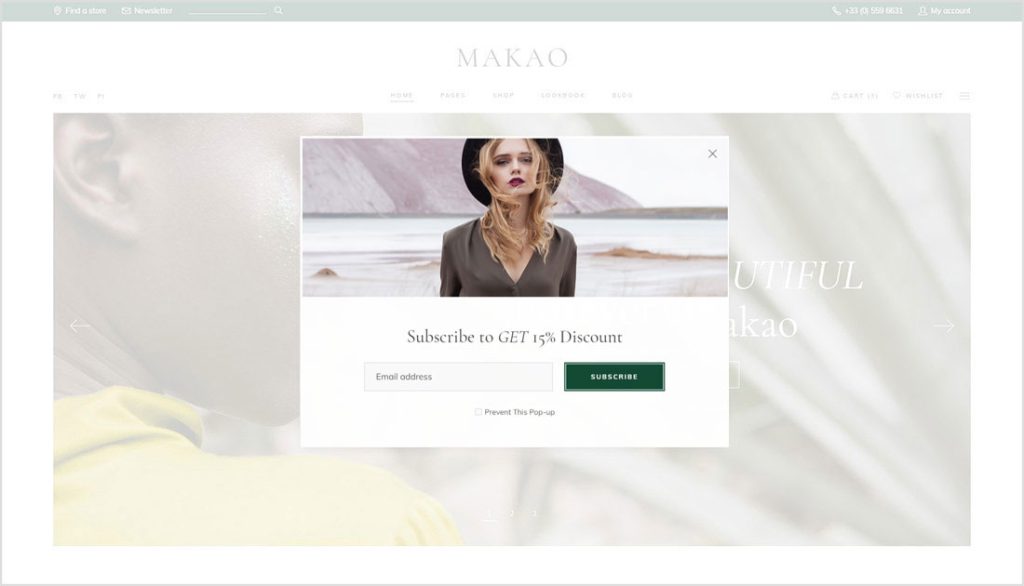 Find a store Newsletter +33 (0) 559 6631 My account
MAKAO
FB TW PI HOME PAGES SHOP LOOKBOOK BLOG CART (0) WISHLIST
UTIFUL
akao
Subscribe to GET 15% Discount
Email address SUBSCRIBE
Prevent This Pop-up
1 2 3